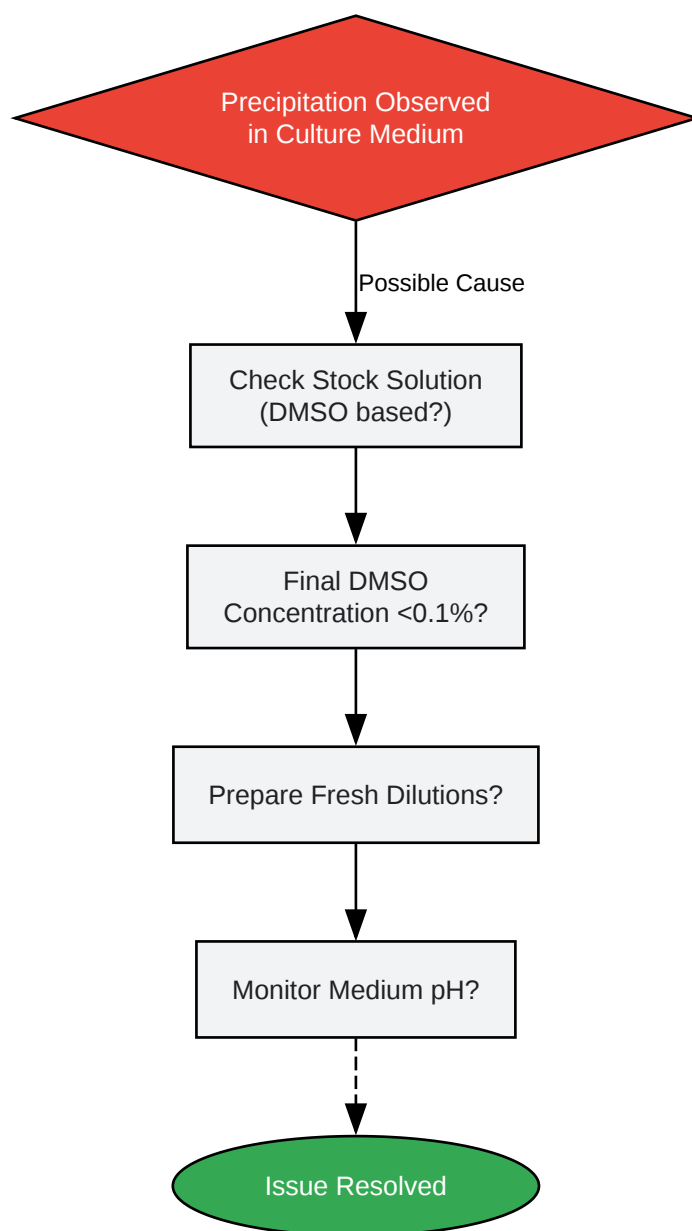 Precipitation Observed
in Culture Medium
Possible Cause
Check Stock Solution
(DMSO based?)
Final DMSO
Concentration <0.1%?
Prepare Fresh Dilutions?
Monitor Medium pH?
Issue Resolved